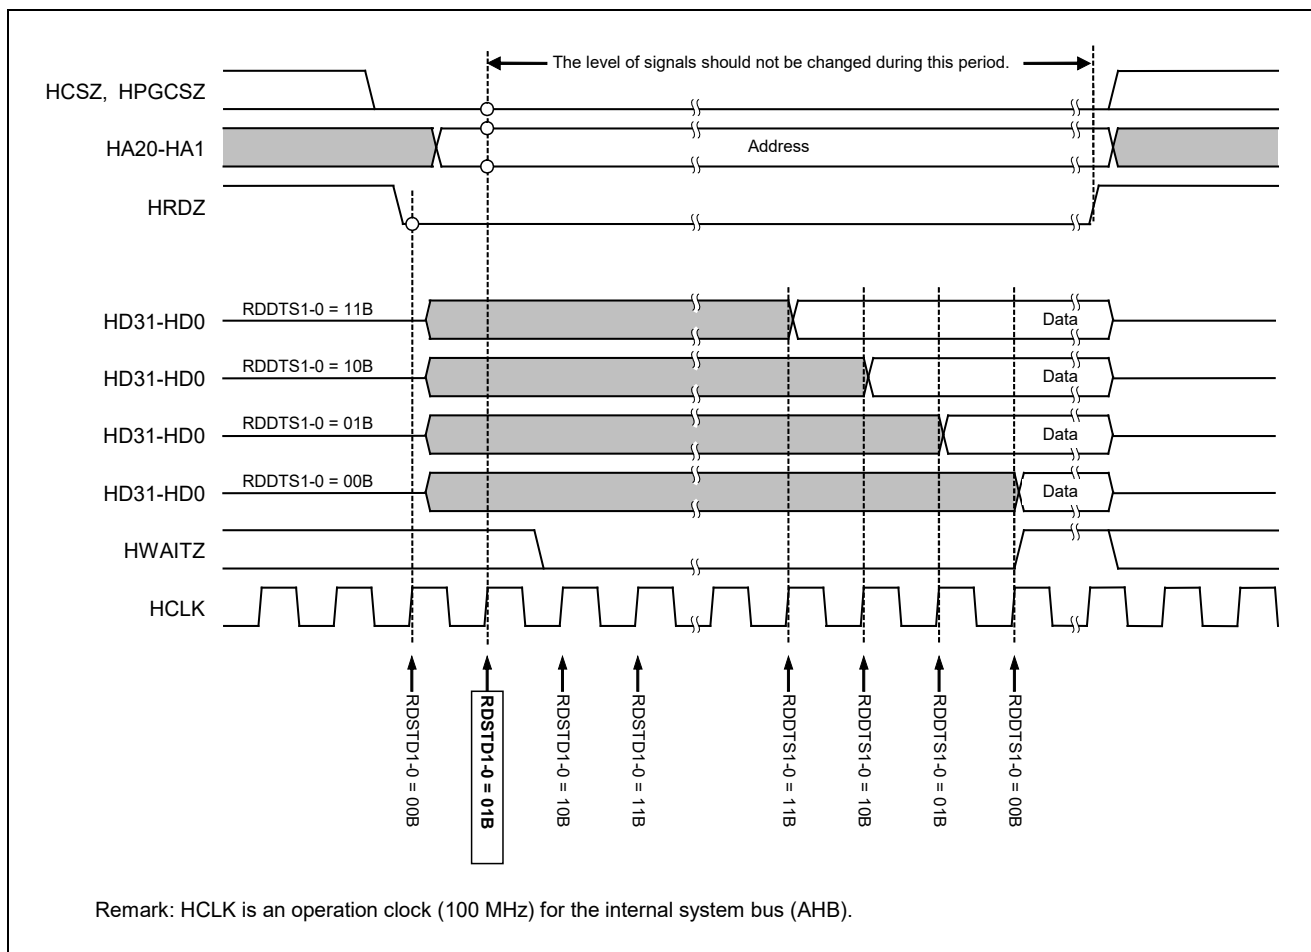 The level of signals should not be changed during this period.
HCSZ, HPGCSZ
HA20-HA1
Address
HRDZ
HD31-HD0
RDDTS1-0 = 11B
Data
HD31-HD0
RDDTS1-0 = 10B
Data
HD31-HD0
RDDTS1-0 = 01B
Data
HD31-HD0
RDDTS1-0 = 00B
Data
HWAITZ
HCLK
RDSTD1-0 = 00B
RDSTD1-0 = 01B
RDSTD1-0 = 10B
RDSTD1-0 = 11B
RDDTS1-0 = 11B
RDDTS1-0 = 10B
RDDTS1-0 = 01B
RDDTS1-0 = 00B
Remark: HCLK is an operation clock (100 MHz) for the internal system bus (AHB).